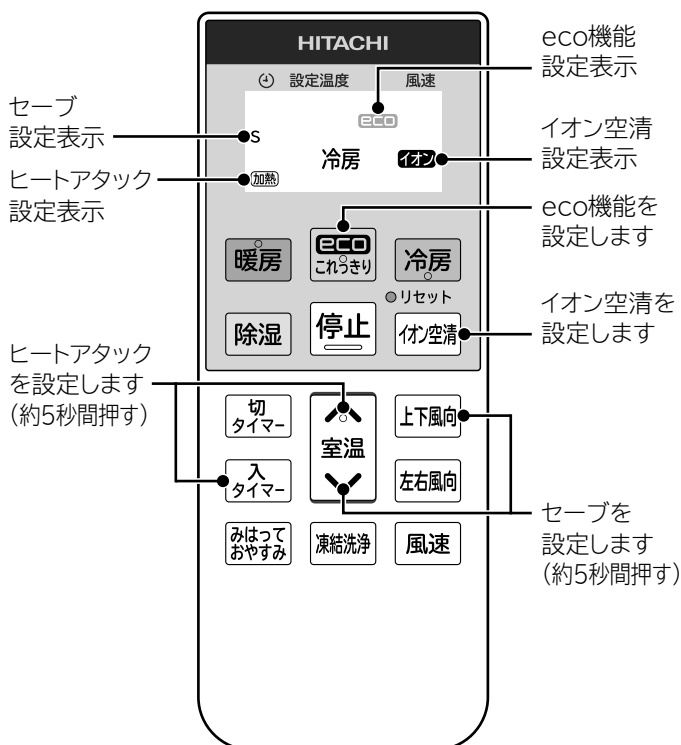 HITACHI
設定温度 風速
eco
S
冷房 イオン
加熱
eco機能
設定表示
セーブ
設定表示
イオン空清
設定表示
ヒートアタック
設定表示
eco機能を
設定します
暖房
eco
これっきり
冷房
リセット
イオン空清を
設定します
除湿
停止
イオン空清
ヒートアタック
を設定します
（約5秒間押す）
切
タイマー
室温
上下風向
入
タイマー
左右風向
セーブを
設定します
（約5秒間押す）
みはって
おやすみ
凍結洗浄
風速